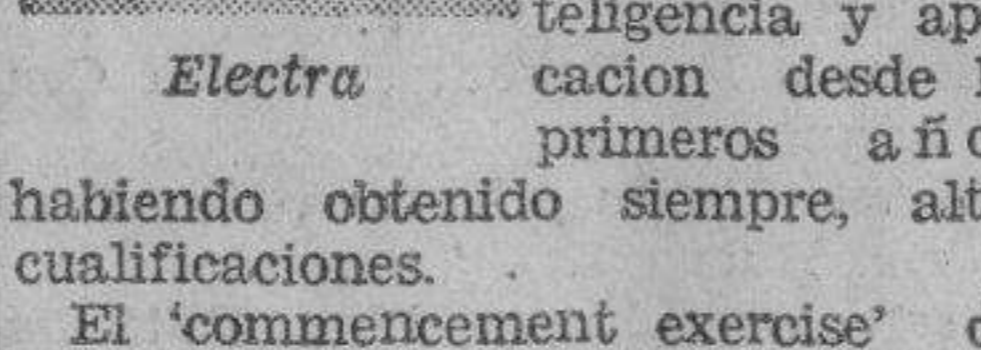 teligencia y ap
Electra
cacion desde
primeros añ
habiendo obtenido siempre, alt
cualificaciones.
El 'commencement exercise'